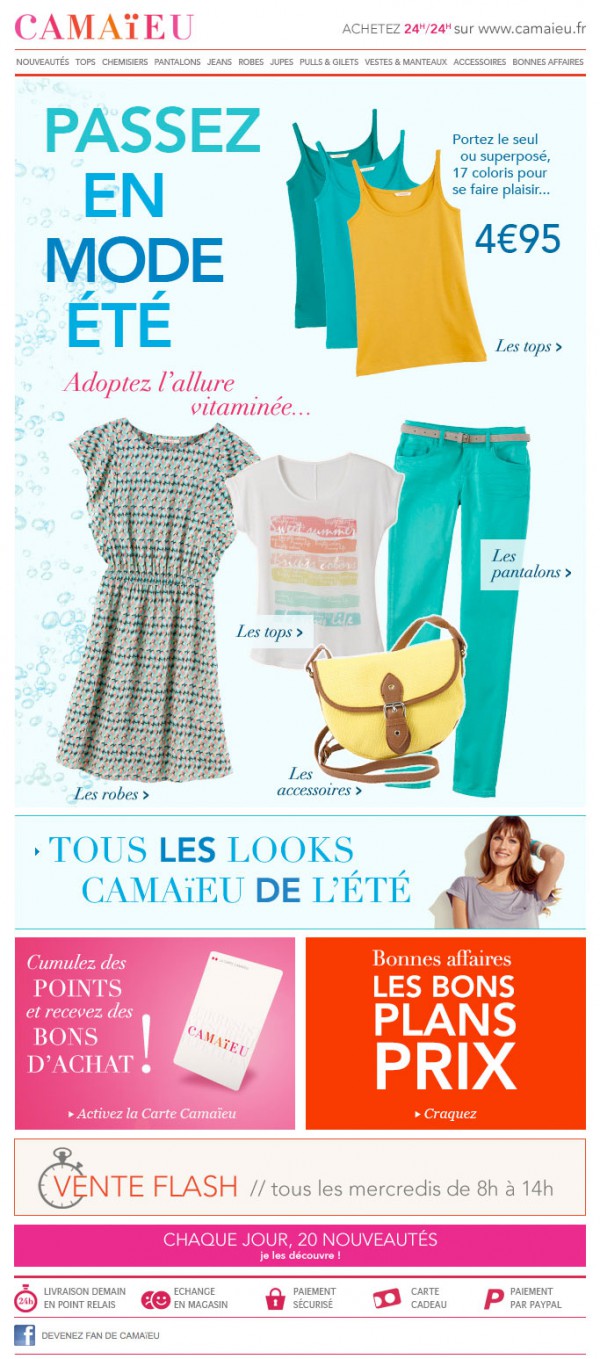 CAMAïEU
ACHETEZ 24H/24H sur www.camaieu.fr
NOUVEAUTÉS TOPS CHEMISIERS PANTALONS JEANS ROBES JUPES PULLS & GILETS VESTES & MANTEAUX ACCESSOIRES BONNES AFFAIRES
PASSEZ
EN
MODE
ÉTÉ
Portez le seul
ou superposé,
17 coloris pour
se faire plaisir...
4€95
Les tops >
Adoptez l'allure
vitaminée...
sweet summer
Les
pantalons >
Les tops >
Les
accessoires >
Les robes >
TOUS LES LOOKS
CAMAïEU DE L'ÉTÉ
Cumulez des
POINTS
et recevez des
BONS
D'ACHAT !
CAMAïEU
Activez la Carte Camaïeu
Bonnes affaires
LES BONS
PLANS
PRIX
Craquez
VENTE FLASH // tous les mercredis de 8h à 14h
CHAQUE JOUR, 20 NOUVEAUTÉS
je les découvre !
24h
LIVRAISON DEMAIN
EN POINT RELAIS
ECHANGE
EN MAGASIN
PAIEMENT
SÉCURISÉ
CARTE
CADEAU
PAIEMENT
PAR PAYPAL
DEVENEZ FAN DE CAMAïEU